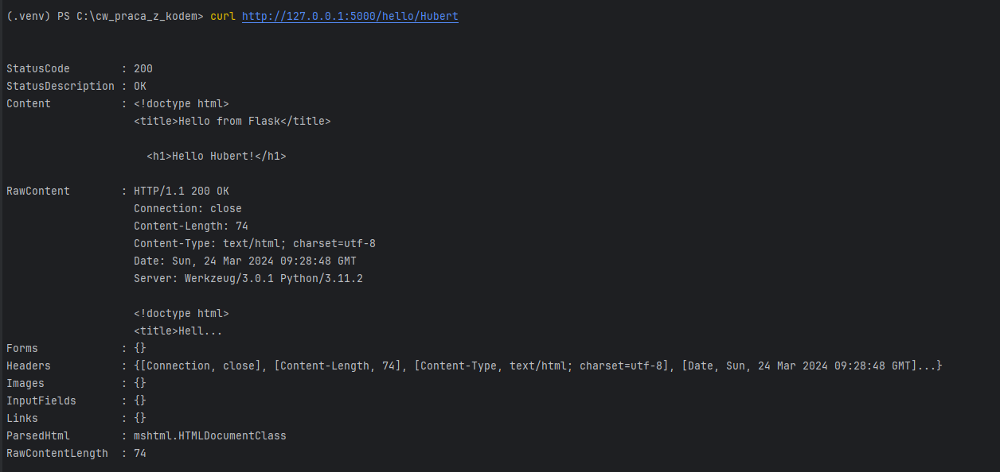 (.venv) PS C:\cw_praca_z_kodem> curl http://127.0.0.1:5000/hello/Hubert
StatusCode        : 200
StatusDescription : OK
Content           : <!doctype html>
                    <title>Hello from Flask</title>
                      <h1>Hello Hubert!</h1>
RawContent        : HTTP/1.1 200 OK
                    Connection: close
                    Content-Length: 74
                    Content-Type: text/html; charset=utf-8
                    Date: Sun, 24 Mar 2024 09:28:48 GMT
                    Server: Werkzeug/3.0.1 Python/3.11.2
                    <!doctype html>
                    <title>Hell...
Forms             : {}
Headers           : {[Connection, close], [Content-Length, 74], [Content-Type, text/html; charset=utf-8], [Date, Sun, 24 Mar 2024 09:28:48 GMT]...}
Images            : {}
InputFields       : {}
Links             : {}
ParsedHtml        : mshtml.HTMLDocumentClass
RawContentLength  : 74